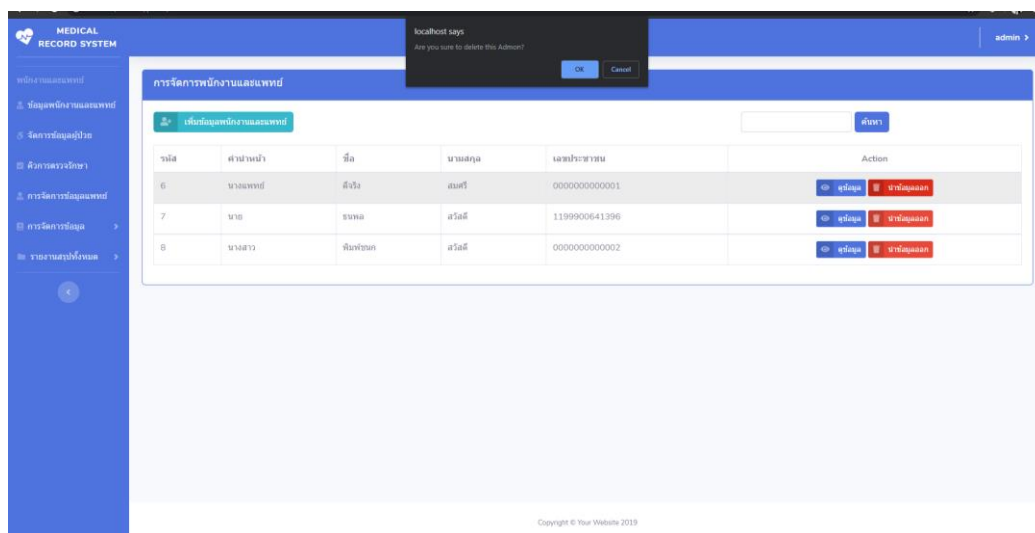 MEDICAL
RECORD SYSTEM
localhost says
Are you sure to delete this Admon?
OK Cancel
admin >
พนักงานและแพทย์
ข้อมูลพนักงานและแพทย์
จัดการข้อมูลผู้ป่วย
คิวการตรวจรักษา
การจัดการข้อมูลแพทย์
การจัดการข้อมูล >
รายงานสรุปทั้งหมด >
การจัดการพนักงานและแพทย์
เพิ่มข้อมูลพนักงานและแพทย์
ค้นหา
รหัส คำนำหน้า ชื่อ นามสกุล เลขประชาชน Action
6 นางแพทย์ ดีจริง สมศรี 0000000000001 ดูข้อมูล นำข้อมูลออก
7 นาย ธนพล สวัสดี 1199900641396 ดูข้อมูล นำข้อมูลออก
8 นางสาว พิมพ์ชนก สวัสดี 0000000000002 ดูข้อมูล นำข้อมูลออก
Copyright © Your Website 2019